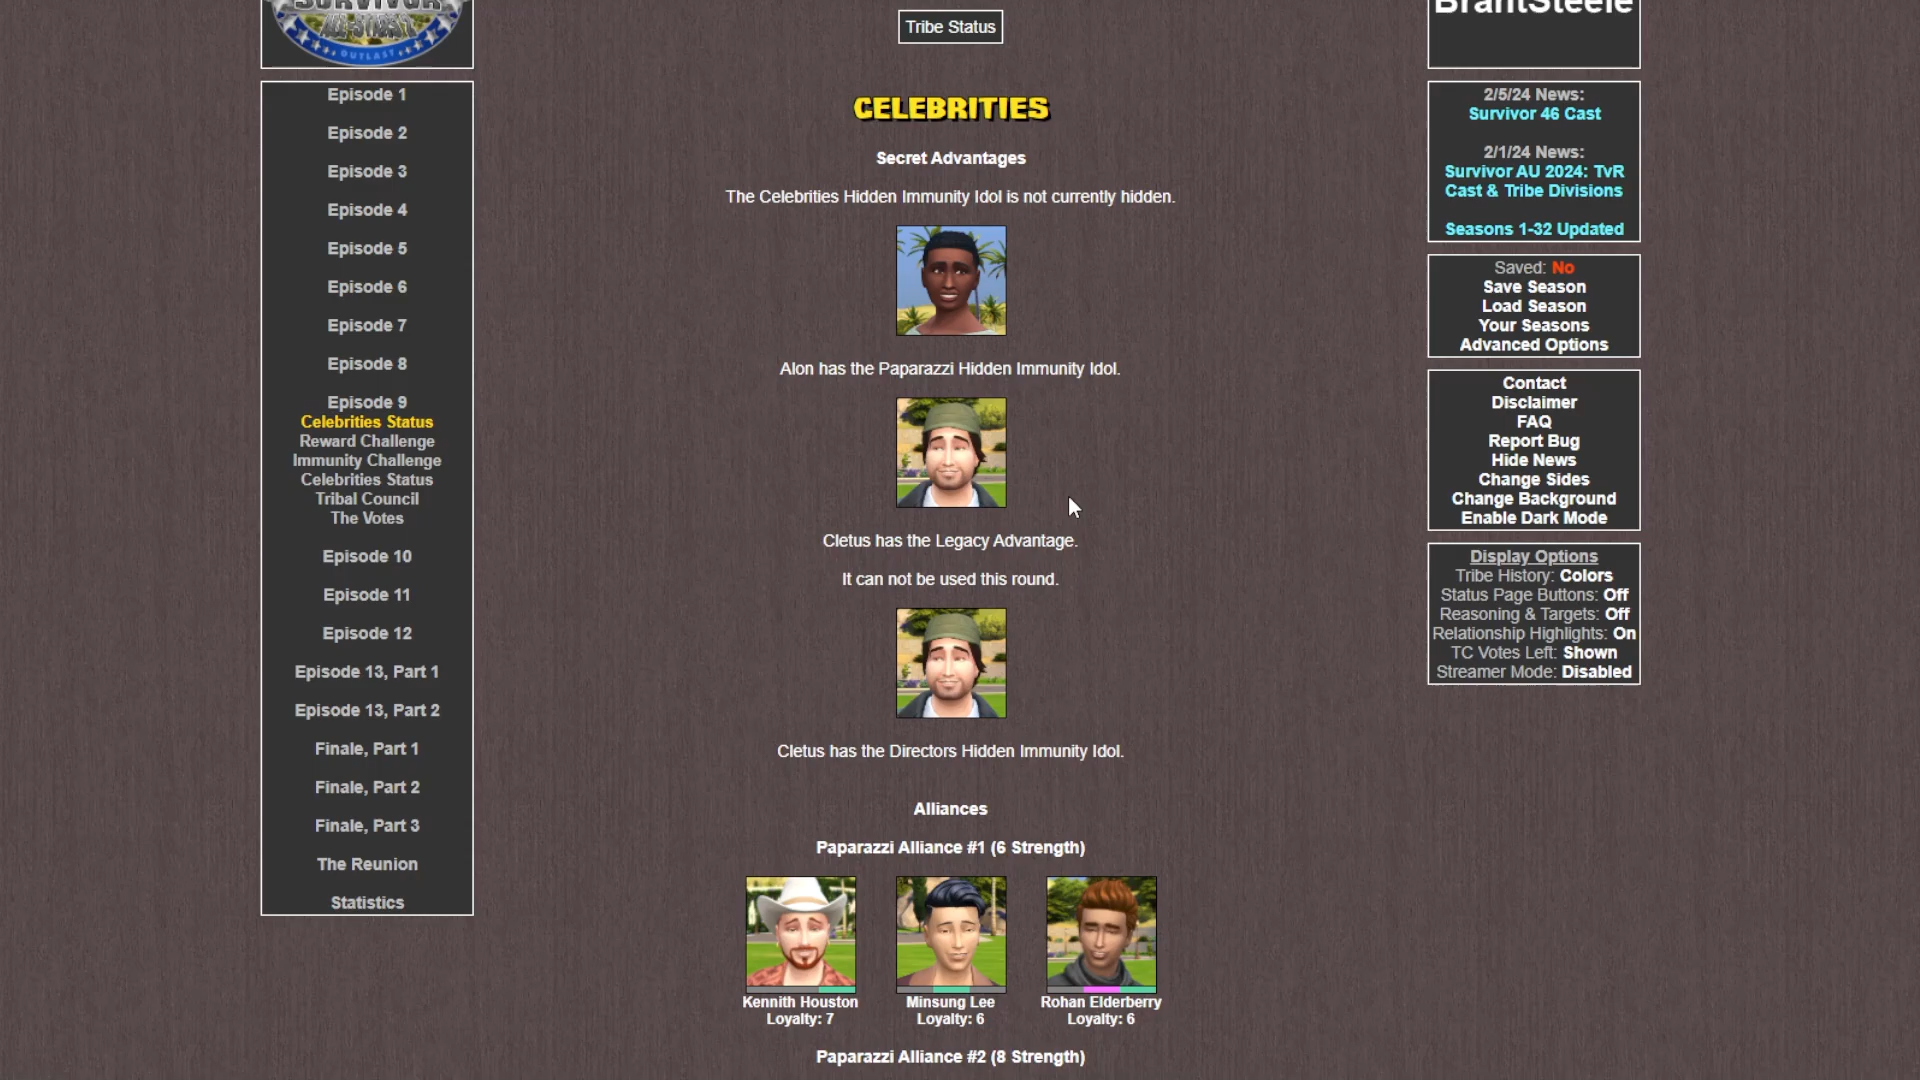 SURVIVOR
ALL-STARS
OUTLAST
Episode 1
Episode 2
Episode 3
Episode 4
Episode 5
Episode 6
Episode 7
Episode 8
Episode 9
Celebrities Status
Reward Challenge
Immunity Challenge
Celebrities Status
Tribal Council
The Votes
Episode 10
Episode 11
Episode 12
Episode 13, Part 1
Episode 13, Part 2
Finale, Part 1
Finale, Part 2
Finale, Part 3
The Reunion
Statistics
Tribe Status
CELEBRITIES
Secret Advantages
The Celebrities Hidden Immunity Idol is not currently hidden.
Alon has the Paparazzi Hidden Immunity Idol.
Cletus has the Legacy Advantage.
It can not be used this round.
Cletus has the Directors Hidden Immunity Idol.
Alliances
Paparazzi Alliance #1 (6 Strength)
Kennith Houston
Loyalty: 7
Minsung Lee
Loyalty: 6
Rohan Elderberry
Loyalty: 6
Paparazzi Alliance #2 (8 Strength)
BrantSteele
2/5/24 News:
Survivor 46 Cast
2/1/24 News:
Survivor AU 2024: TvR
Cast & Tribe Divisions
Seasons 1-32 Updated
Saved: No
Save Season
Load Season
Your Seasons
Advanced Options
Contact
Disclaimer
FAQ
Report Bug
Hide News
Change Sides
Change Background
Enable Dark Mode
Display Options
Tribe History: Colors
Status Page Buttons: Off
Reasoning & Targets: Off
Relationship Highlights: On
TC Votes Left: Shown
Streamer Mode: Disabled